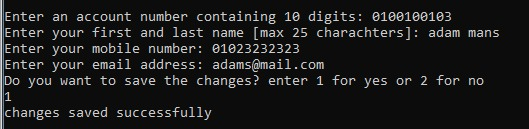 Enter an account number containing 10 digits: 0100100103
Enter your first and last name [max 25 charachters]: adam mans
Enter your mobile number: 01023232323
Enter your email address: adams@mail.com
Do you want to save the changes? enter 1 for yes or 2 for no
1
changes saved successfully